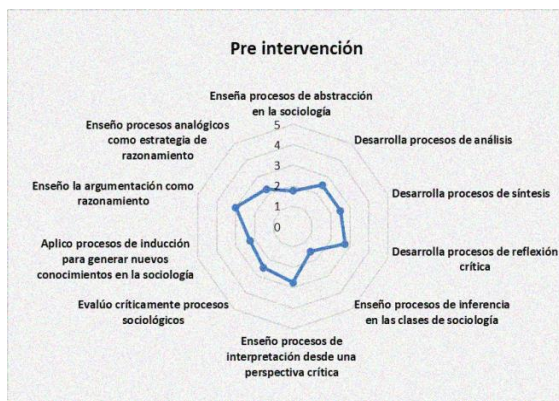 Pre intervención
Enseña procesos de abstracción
en la sociología
Desarrolla procesos de análisis
Desarrolla procesos de síntesis
Desarrolla procesos de reflexión
crítica
Enseño procesos de inferencia
en las clases de sociología
Enseño procesos de
interpretación desde una
perspectiva crítica
Evalúo críticamente procesos
sociológicos
Aplico procesos de inducción
para generar nuevos
conocimientos en la sociología
Enseño la argumentación como
razonamiento
Enseño procesos analógicos
como estrategia de
razonamiento
5
4
3
2
1
0